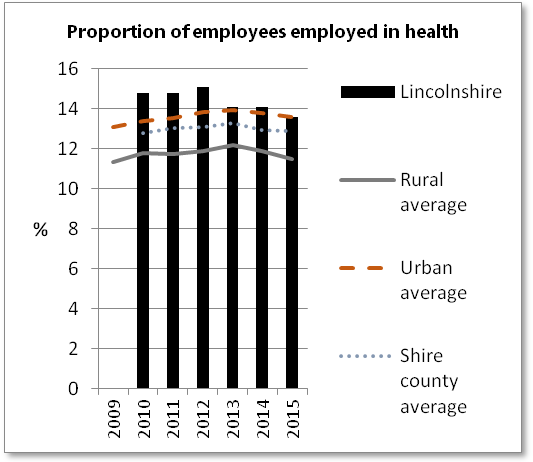 Proportion of employees employed in health
16
14
12
10
8
6
4
2
0
%
2009
2010
2011
2012
2013
2014
2015
Lincolnshire
Rural
average
Urban
average
Shire
county
average